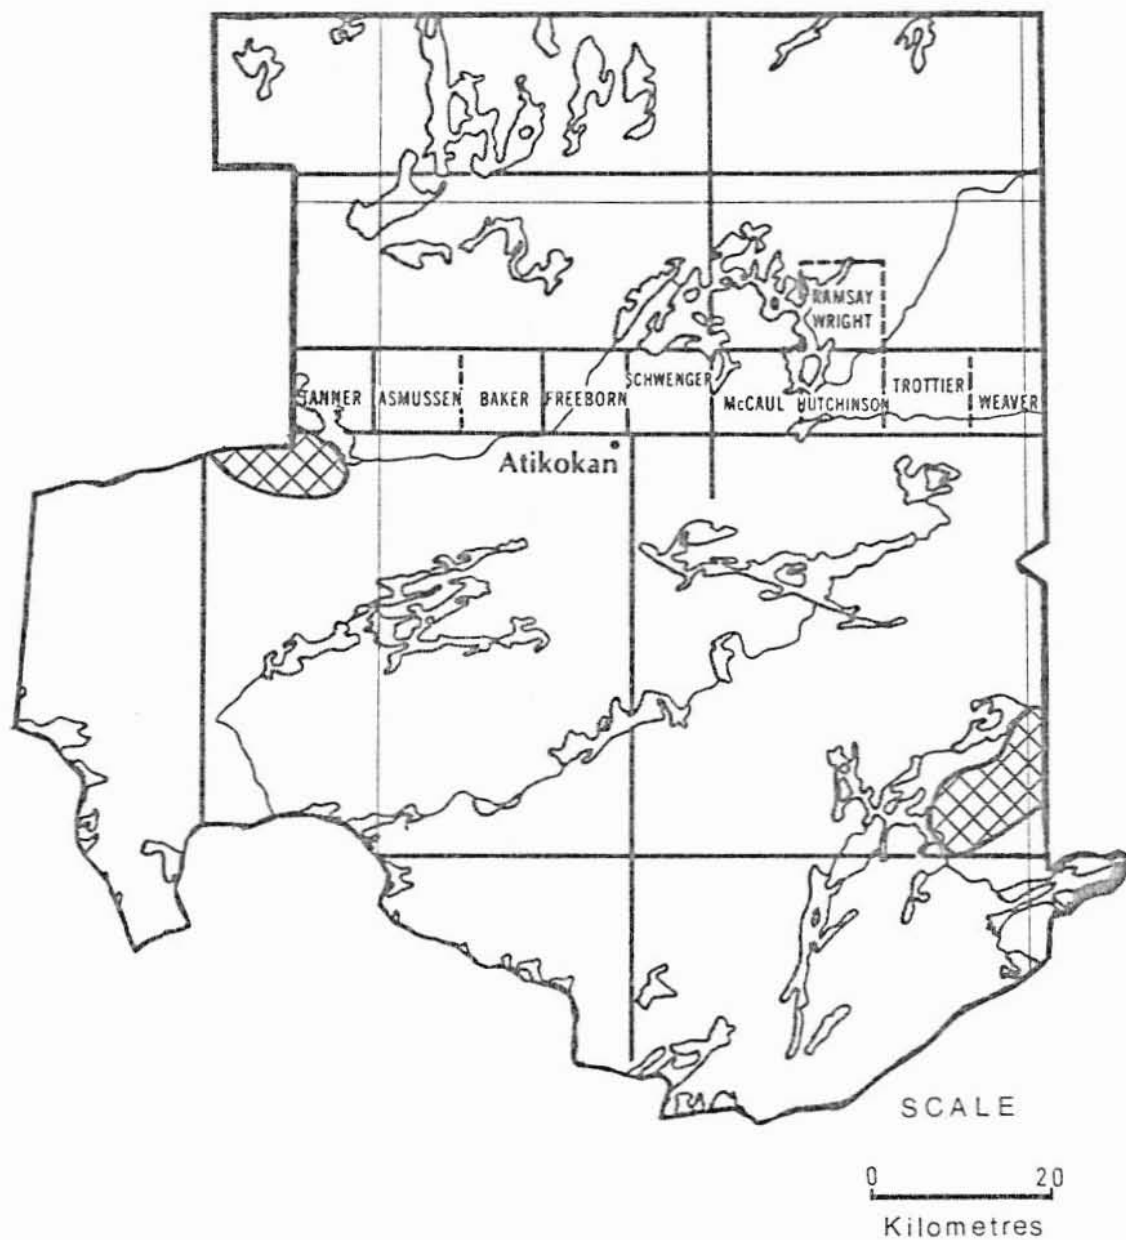 RAMSAY
WRIGHT
TANNER
ASMUSSEN
BAKER
FREEBORN
SCHWENGER
McCAUL
HUTCHINSON
TROTTIER
WEAVER
Atikokan
SCALE
0 20
Kilometres